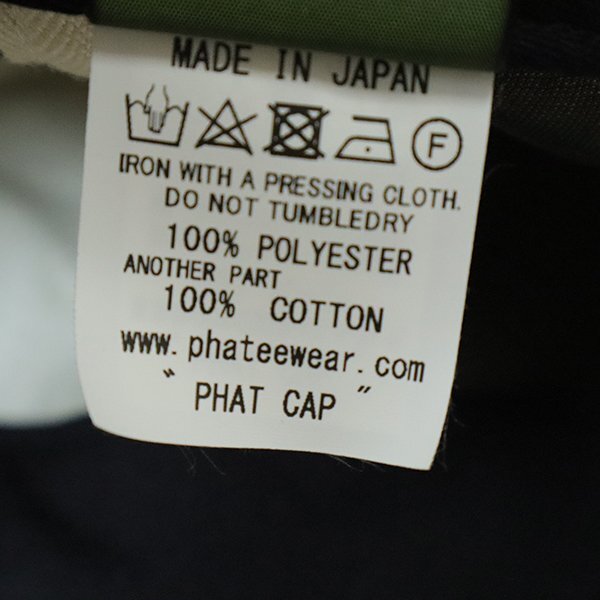 MADE IN JAPAN
F
IRON WITH A PRESSING CLOTH.
DO NOT TUMBLEDRY
100% POLYESTER
ANOTHER PART
100% COTTON
www.phateewear.com
" PHAT CAP "